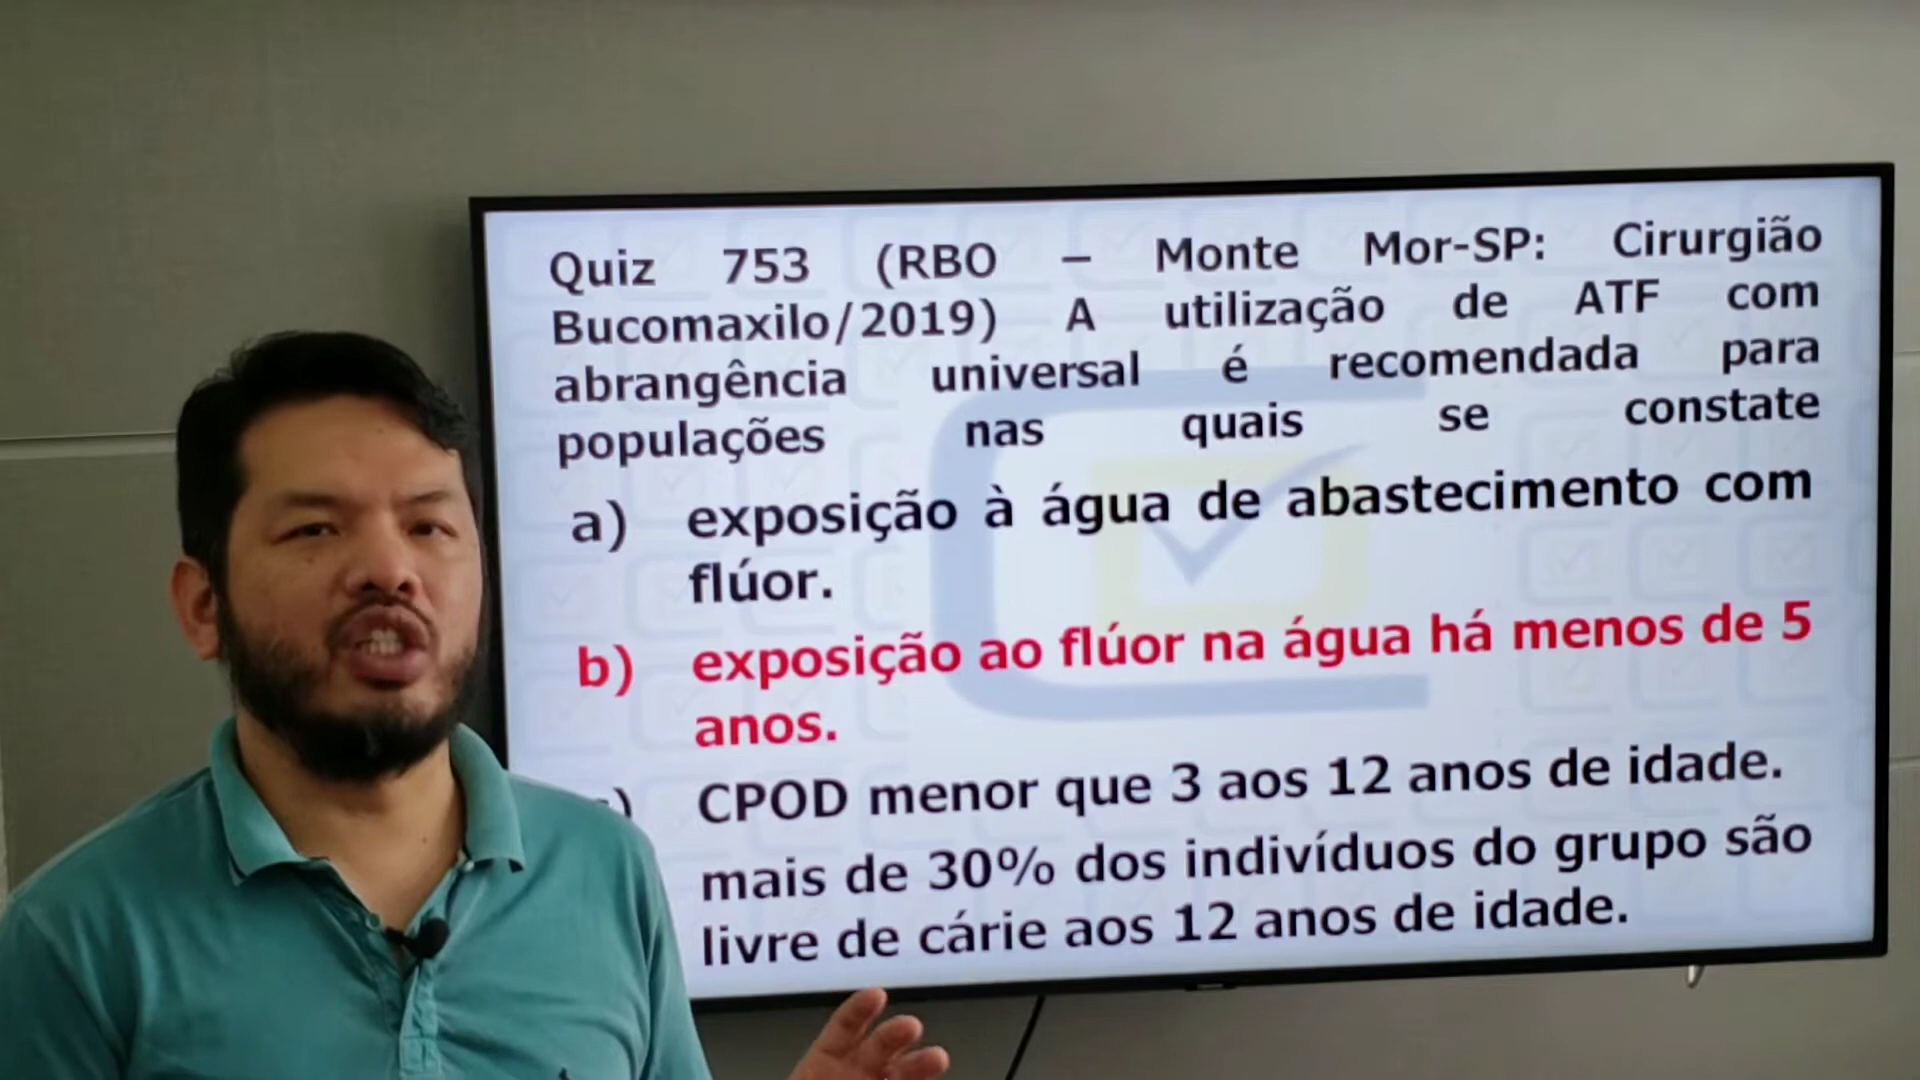 Quiz 753 (RBO – Monte Mor-SP: Cirurgião
Bucomaxilo/2019) A utilização de ATF com
abrangência universal é recomendada para
populações nas quais se constate
a) exposição à água de abastecimento com
flúor.
b) exposição ao flúor na água há menos de 5
anos.
) CPOD menor que 3 aos 12 anos de idade.
mais de 30% dos indivíduos do grupo são
livre de cárie aos 12 anos de idade.